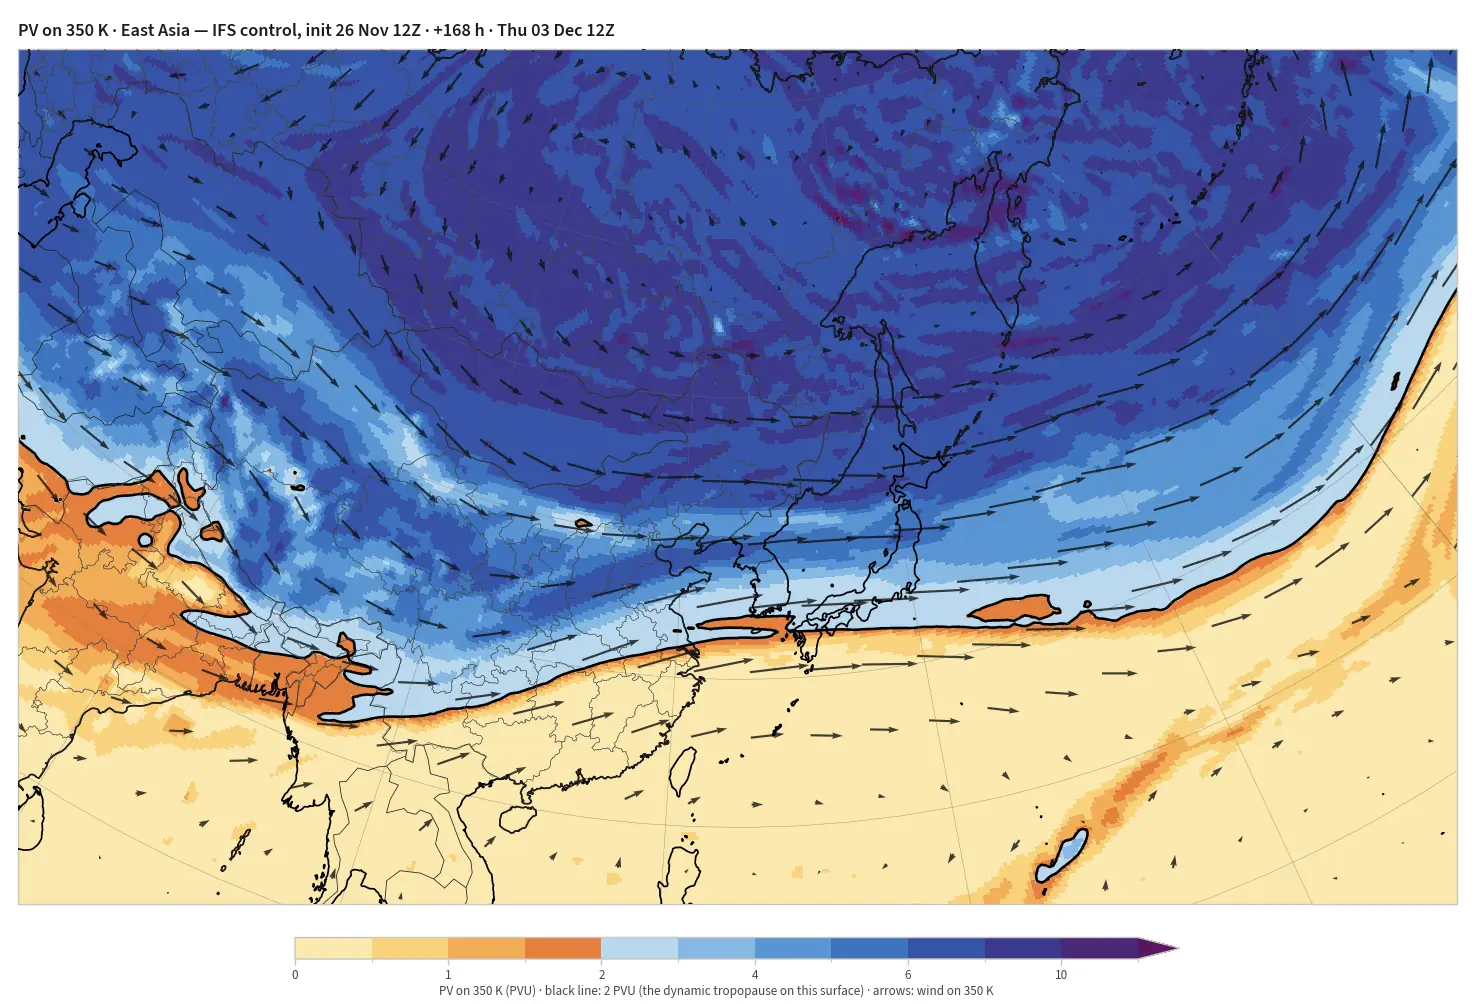 PV on 350 K · East Asia — IFS control, init 26 Nov 12Z · +168 h · Thu 03 Dec 12Z
0 1 2 4 6 10
PV on 350 K (PVU) · black line: 2 PVU (the dynamic tropopause on this surface) · arrows: wind on 350 K